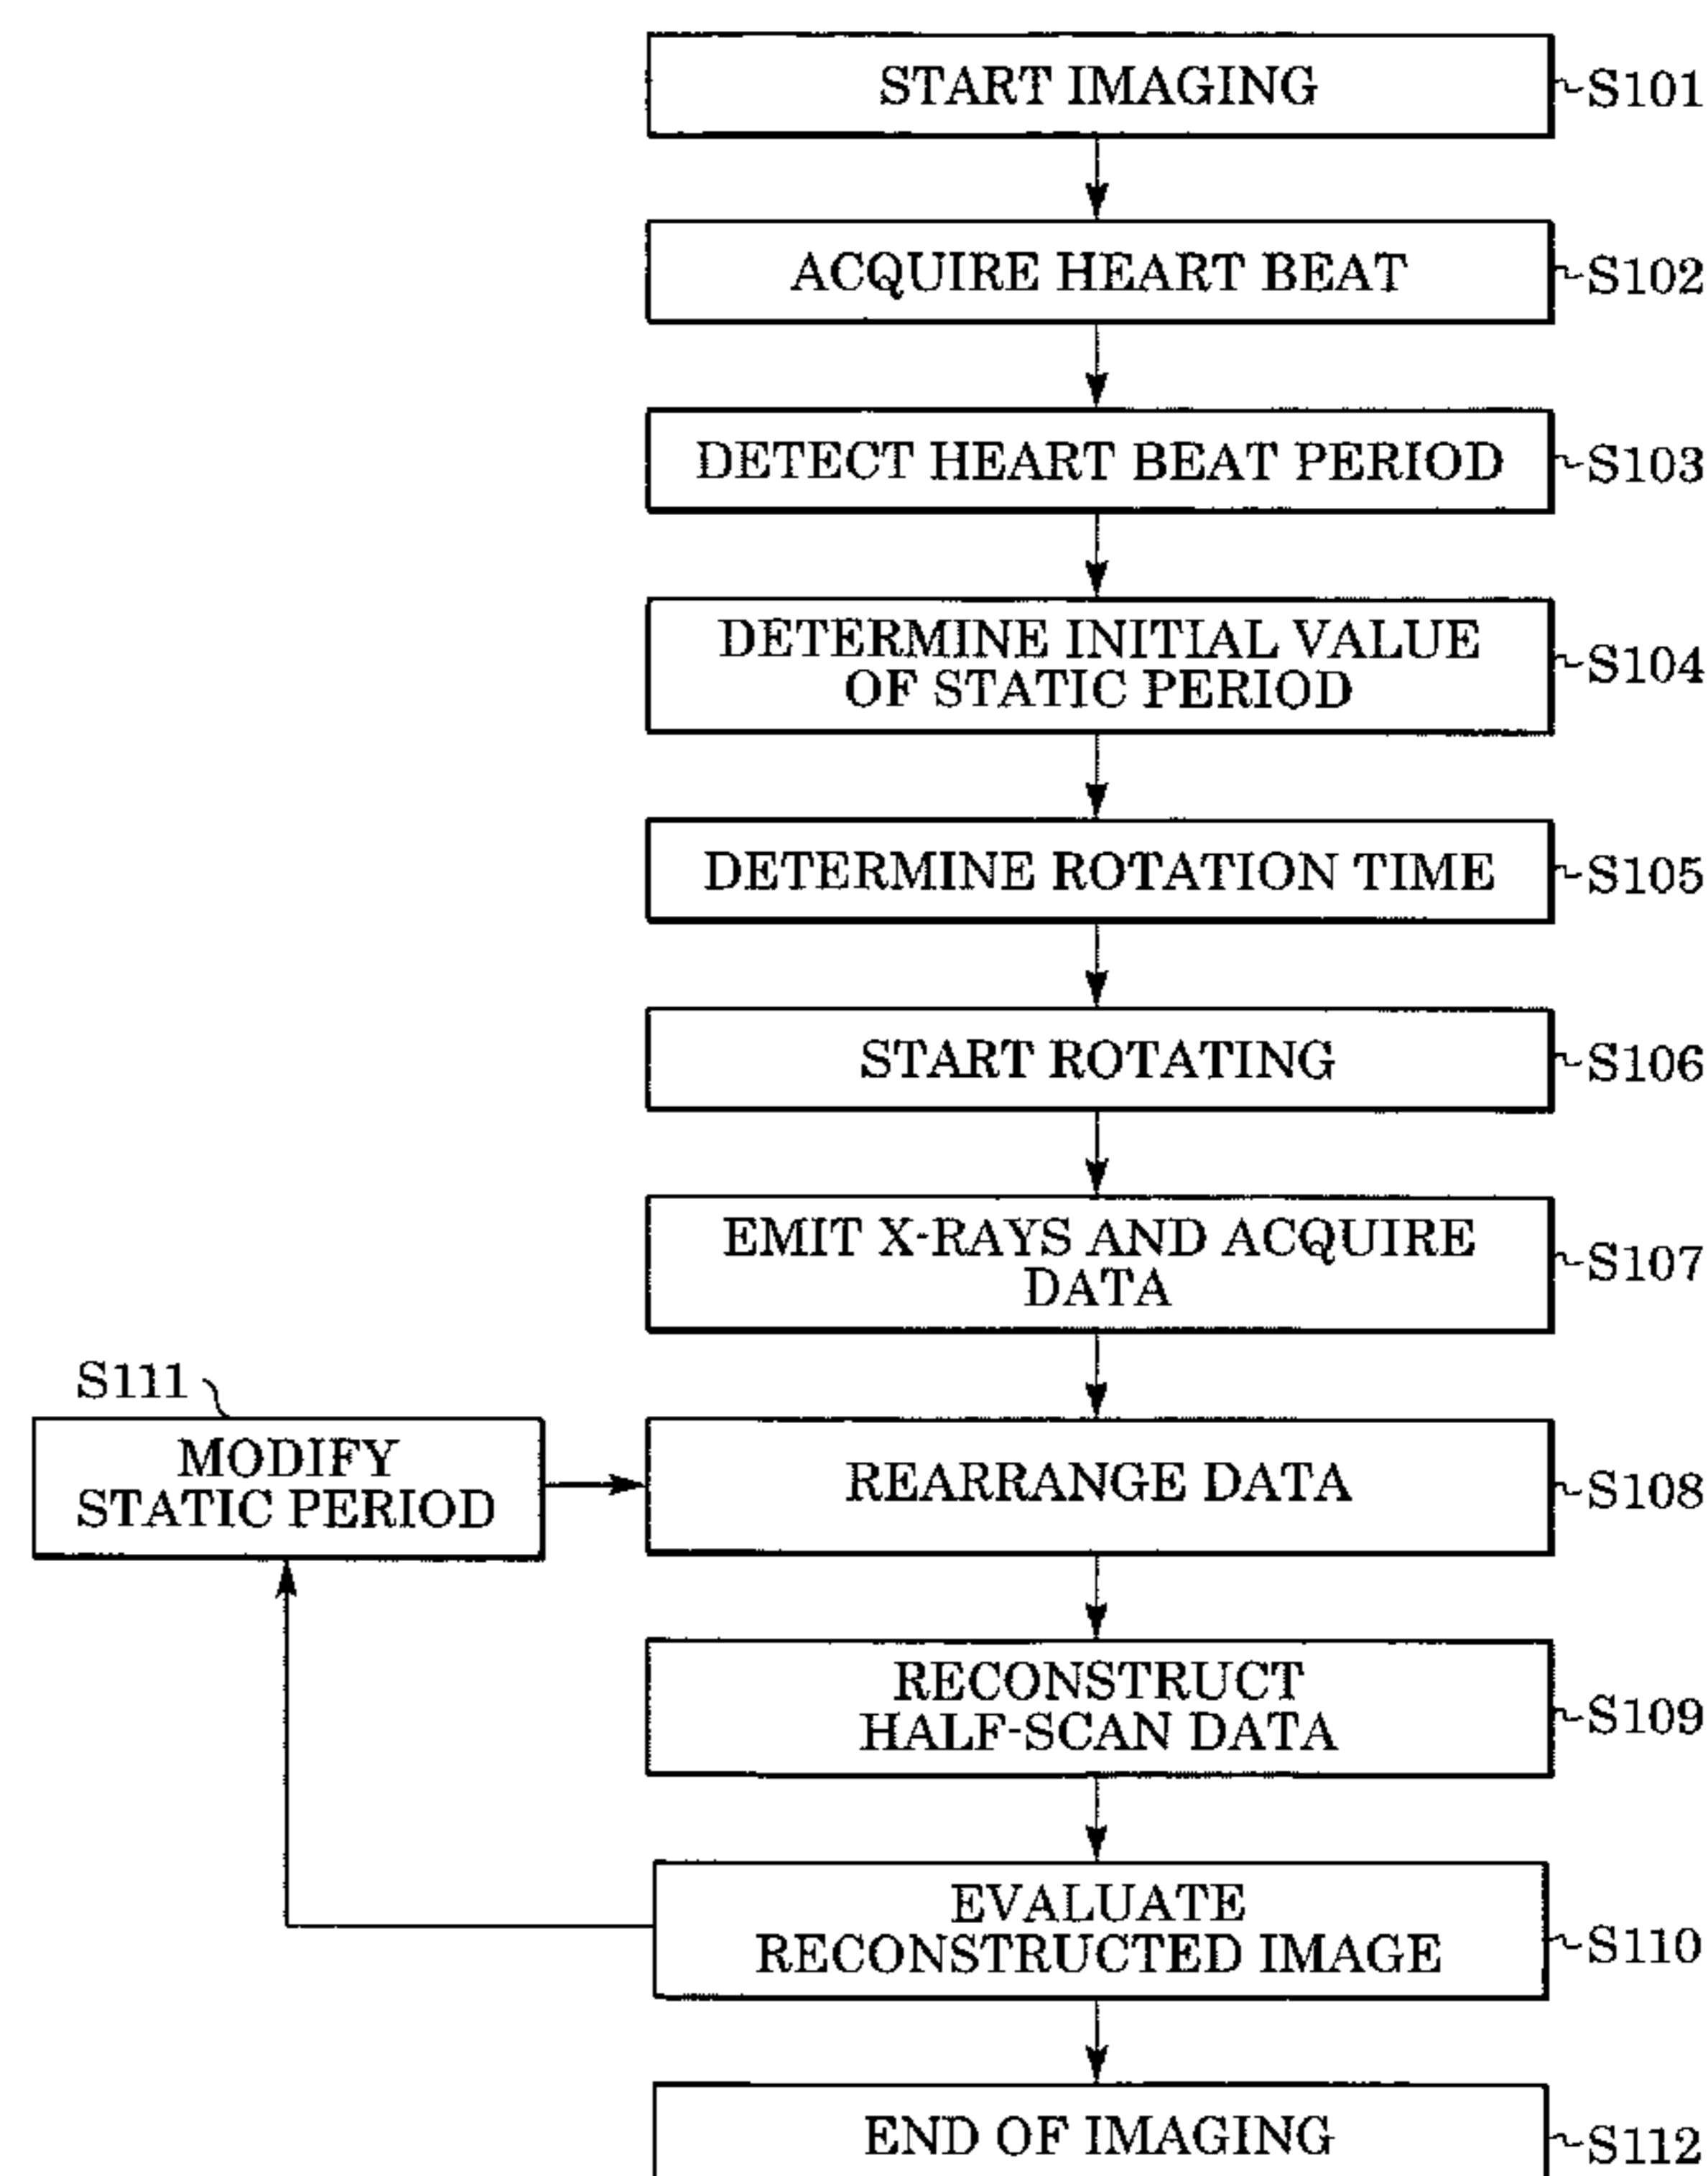 START IMAGING
S101
ACQUIRE HEART BEAT
S102
DETECT HEART BEAT PERIOD
S103
DETERMINE INITIAL VALUE
OF STATIC PERIOD
S104
DETERMINE ROTATION TIME
S105
START ROTATING
S106
EMIT X-RAYS AND ACQUIRE
DATA
S107
S111
MODIFY
STATIC PERIOD
REARRANGE DATA
S108
RECONSTRUCT
HALF-SCAN DATA
S109
EVALUATE
RECONSTRUCTED IMAGE
S110
END OF IMAGING
S112